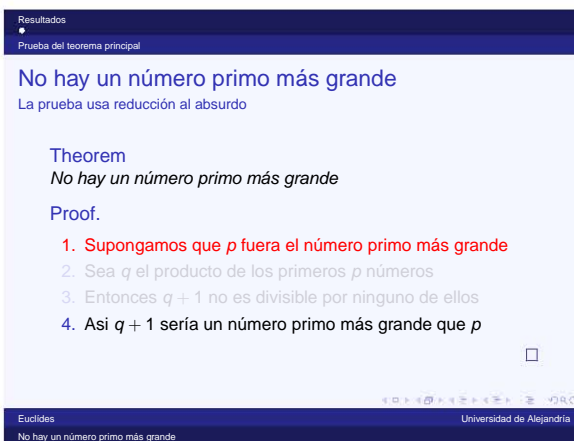 Resultados
Prueba del teorema principal
No hay un número primo más grande
La prueba usa reducción al absurdo
Theorem
No hay un número primo más grande
Proof.
1. Supongamos que p fuera el número primo más grande
2. Sea q el producto de los primeros p números
3. Entonces q + 1 no es divisible por ninguno de ellos
4. Asi q + 1 sería un número primo más grande que p
Euclídes Universidad de Alejandría
No hay un número primo más grande